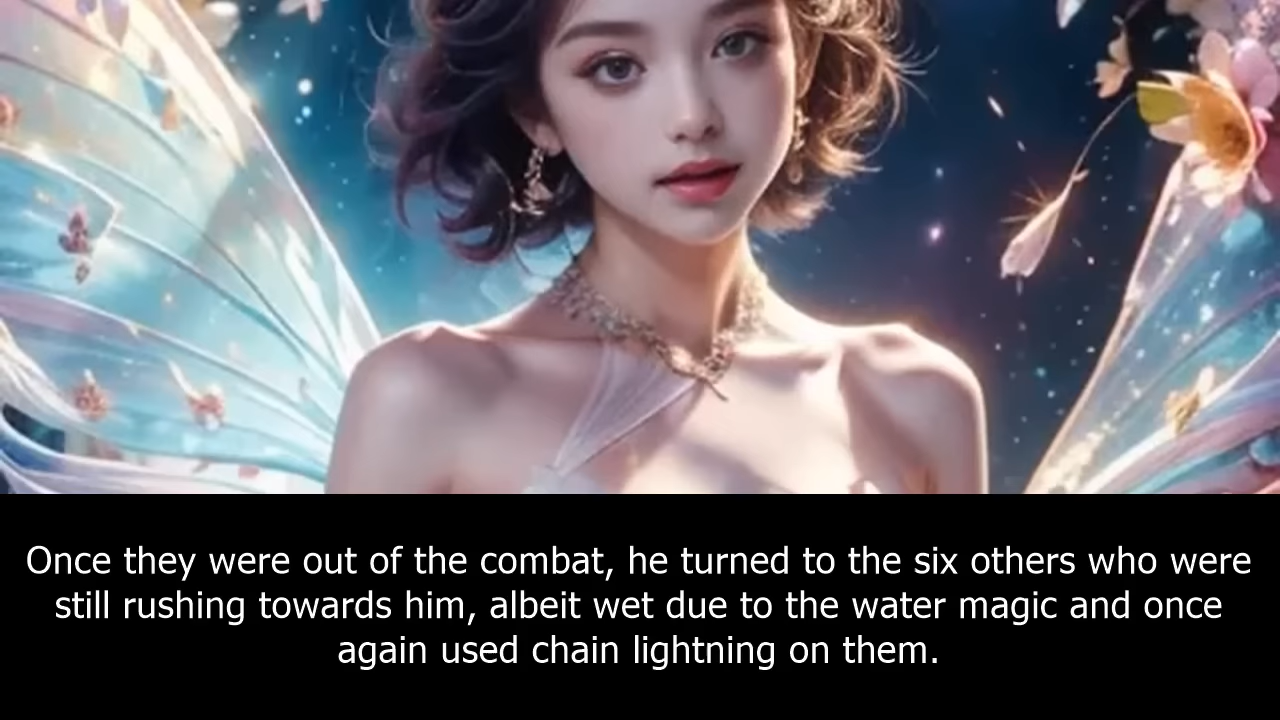 Once they were out of the combat, he turned to the six others who were
still rushing towards him, albeit wet due to the water magic and once
again used chain lightning on them.